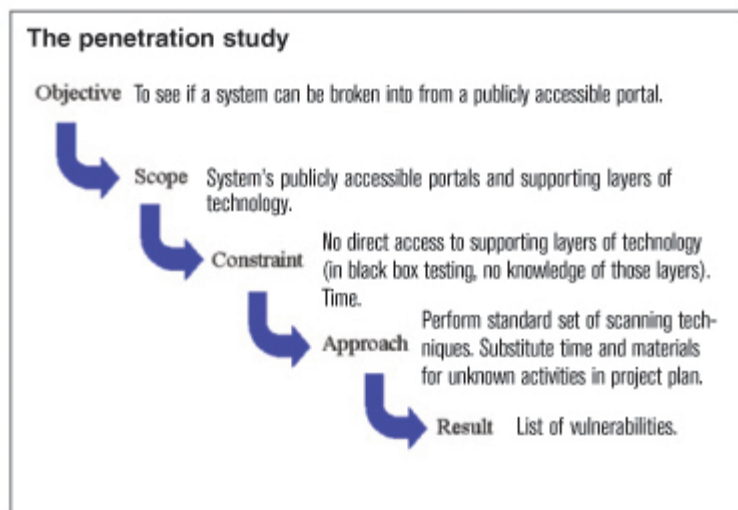 The penetration study
Objective To see if a system can be broken into from a publicly accessible portal.
Scope System's publicly accessible portals and supporting layers of
technology.
No direct access to supporting layers of technology
Constraint (in black box testing, no knowledge of those layers).
Time.
Perform standard set of scanning tech-
Approach niques. Substitute time and materials
for unknown activities in project plan.
Result List of vulnerabilities.